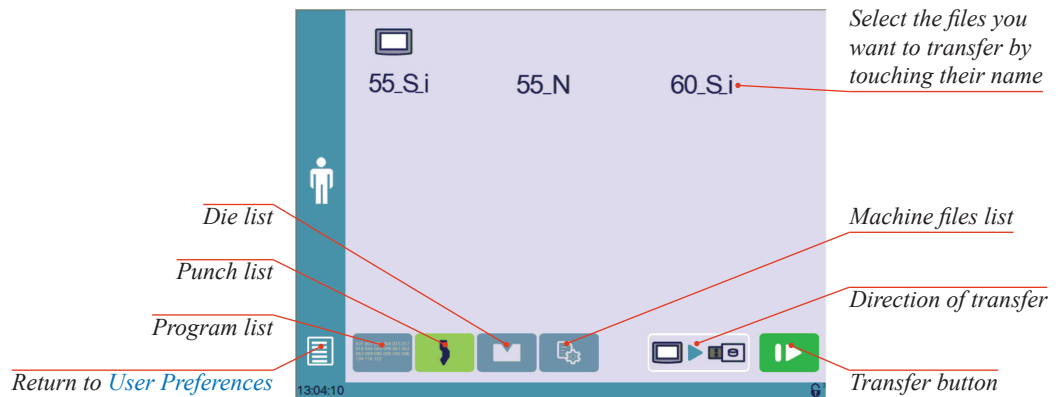 Select the files you
want to transfer by
touching their name
55_S_i
55_N
60_S_i
Die list
Machine files list
Punch list
Direction of transfer
Program list
Return to User Preferences
Transfer button
13:04:10